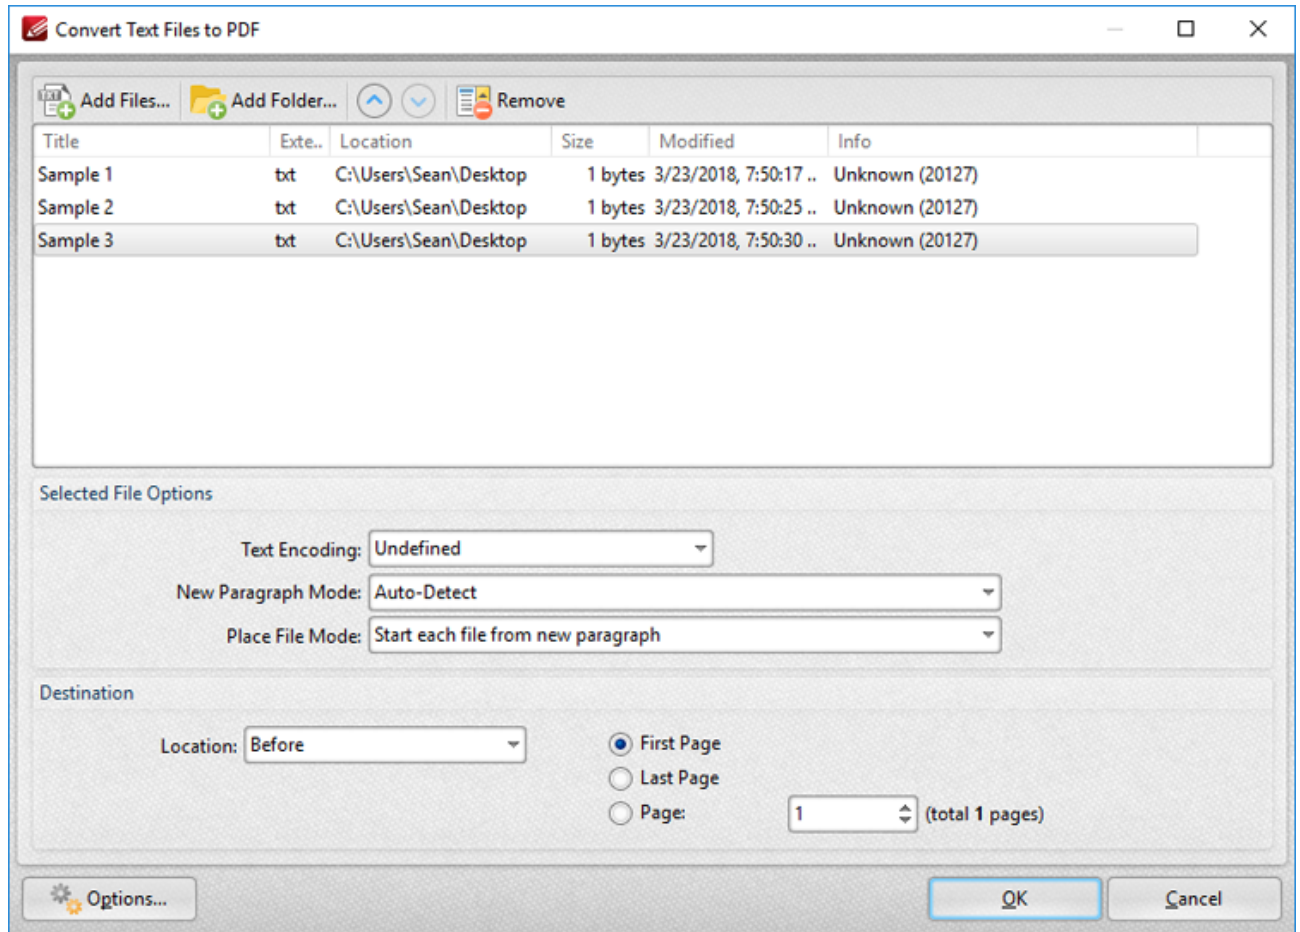 Convert Text Files to PDF
Add Files... Add Folder... Remove
Title Exte.. Location Size Modified Info
Sample 1 txt C:\Users\Sean\Desktop 1 bytes 3/23/2018, 7:50:17 .. Unknown (20127)
Sample 2 txt C:\Users\Sean\Desktop 1 bytes 3/23/2018, 7:50:25 .. Unknown (20127)
Sample 3 txt C:\Users\Sean\Desktop 1 bytes 3/23/2018, 7:50:30 .. Unknown (20127)
Selected File Options
Text Encoding: Undefined
New Paragraph Mode: Auto-Detect
Place File Mode: Start each file from new paragraph
Destination
Location: Before First Page
Last Page
Page: 1 (total 1 pages)
Options... OK Cancel